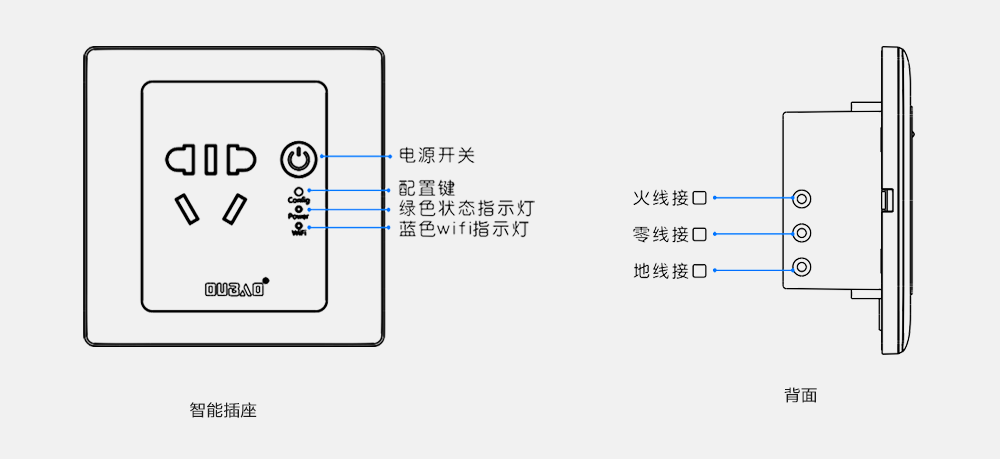 电源开关
配置键
Config
绿色状态指示灯
Power
蓝色wifi指示灯
WiFi
OUBAO
智能插座
火线接口
零线接口
地线接口
背面